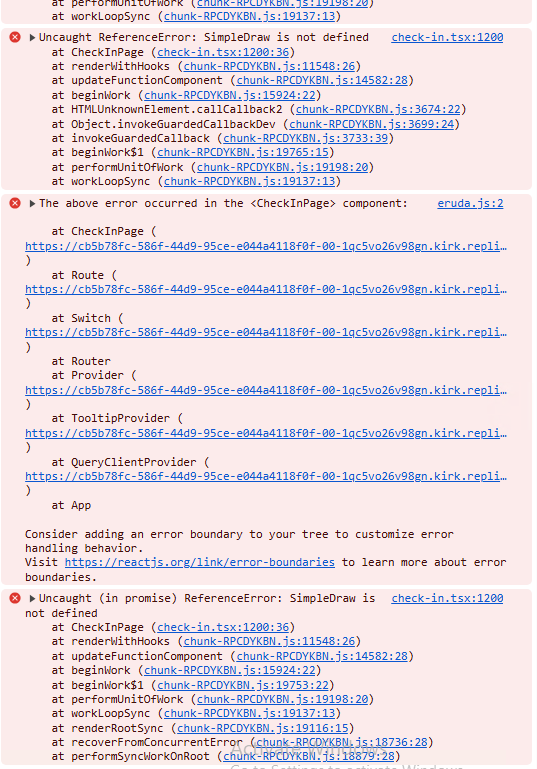 at performUnitOfWork (chunk-RPCDYKBN.js:19198:20)
at workLoopSync (chunk-RPCDYKBN.js:19137:13)
Uncaught ReferenceError: SimpleDraw is not defined check-in.tsx:1200
at CheckInPage (check-in.tsx:1200:36)
at renderWithHooks (chunk-RPCDYKBN.js:11548:26)
at updateFunctionComponent (chunk-RPCDYKBN.js:14582:28)
at beginWork (chunk-RPCDYKBN.js:15924:22)
at HTMLUnknownElement.callCallback2 (chunk-RPCDYKBN.js:3674:22)
at Object.invokeGuardedCallbackDev (chunk-RPCDYKBN.js:3699:24)
at invokeGuardedCallback (chunk-RPCDYKBN.js:3733:39)
at beginWork$1 (chunk-RPCDYKBN.js:19765:15)
at performUnitOfWork (chunk-RPCDYKBN.js:19198:20)
at workLoopSync (chunk-RPCDYKBN.js:19137:13)
The above error occurred in the <CheckInPage> component: eruda.js:2
at CheckInPage (
https://cb5b78fc-586f-44d9-95ce-e044a4118f0f-00-1qc5vo26v98gn.kirk.repli…
)
at Route (
https://cb5b78fc-586f-44d9-95ce-e044a4118f0f-00-1qc5vo26v98gn.kirk.repli…
)
at Switch (
https://cb5b78fc-586f-44d9-95ce-e044a4118f0f-00-1qc5vo26v98gn.kirk.repli…
)
at Router
at Provider (
https://cb5b78fc-586f-44d9-95ce-e044a4118f0f-00-1qc5vo26v98gn.kirk.repli…
)
at TooltipProvider (
https://cb5b78fc-586f-44d9-95ce-e044a4118f0f-00-1qc5vo26v98gn.kirk.repli…
)
at QueryClientProvider (
https://cb5b78fc-586f-44d9-95ce-e044a4118f0f-00-1qc5vo26v98gn.kirk.repli…
)
at App
Consider adding an error boundary to your tree to customize error
handling behavior.
Visit https://reactjs.org/link/error-boundaries to learn more about error
boundaries.
Uncaught (in promise) ReferenceError: SimpleDraw is check-in.tsx:1200
not defined
at CheckInPage (check-in.tsx:1200:36)
at renderWithHooks (chunk-RPCDYKBN.js:11548:26)
at updateFunctionComponent (chunk-RPCDYKBN.js:14582:28)
at beginWork (chunk-RPCDYKBN.js:15924:22)
at beginWork$1 (chunk-RPCDYKBN.js:19753:22)
at performUnitOfWork (chunk-RPCDYKBN.js:19198:20)
at workLoopSync (chunk-RPCDYKBN.js:19137:13)
at renderRootSync (chunk-RPCDYKBN.js:19116:15)
at recoverFromConcurrentError (chunk-RPCDYKBN.js:18736:28)
at performSyncWorkOnRoot (chunk-RPCDYKBN.js:18879:28)
Activate Windows
Go to Settings to activate Windows.